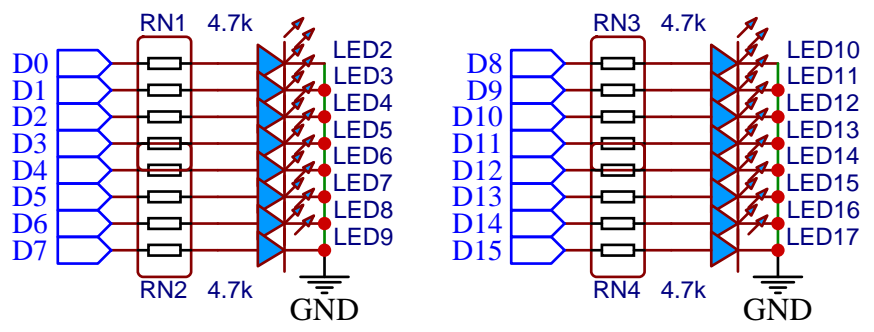 RN1 4.7k
D0 LED2
D1 LED3
D2 LED4
D3 LED5
D4 LED6
D5 LED7
D6 LED8
D7 LED9
RN2 4.7k
GND
RN3 4.7k
D8 LED10
D9 LED11
D10 LED12
D11 LED13
D12 LED14
D13 LED15
D14 LED16
D15 LED17
RN4 4.7k
GND